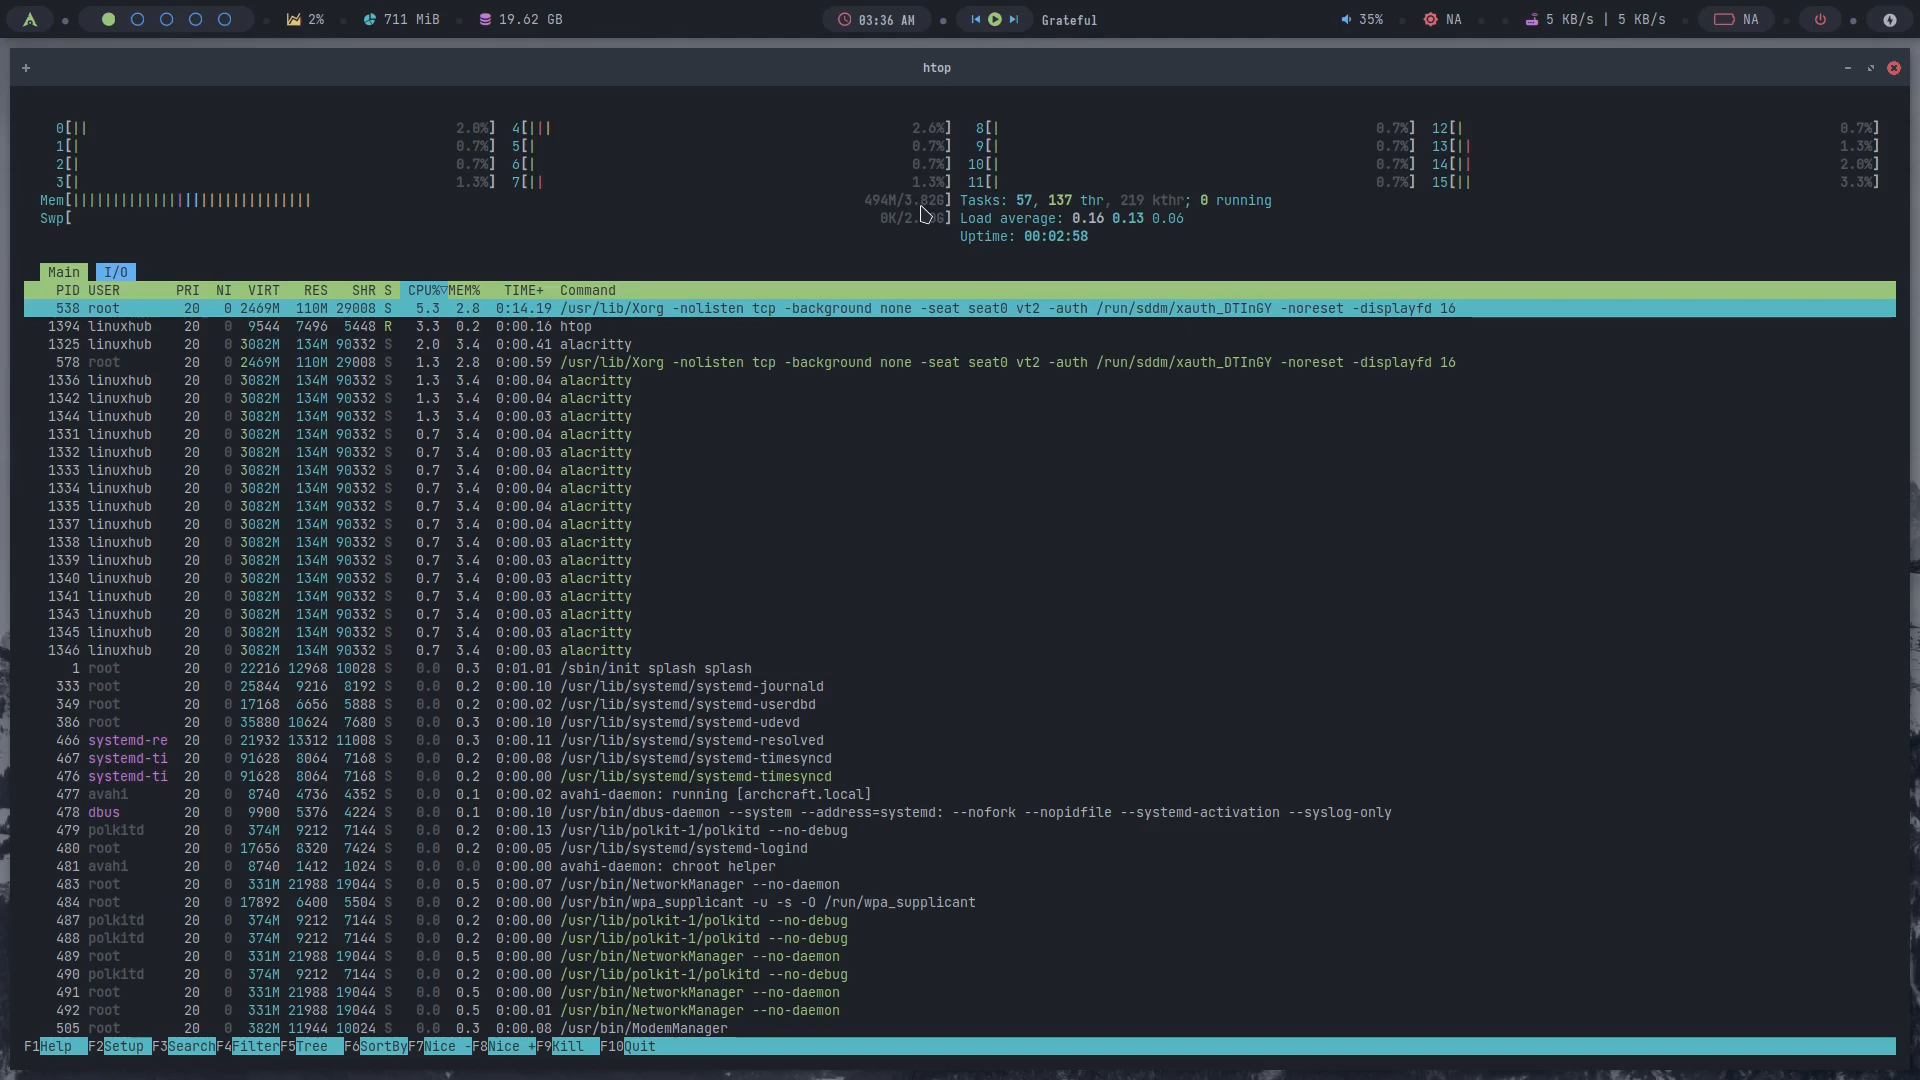 2% 711 MiB 19.62 GB 03:36 AM Grateful 35% NA 5 KB/s | 5 KB/s NA
+ htop
0[|| 2.0%] 4[||| 2.6%] 8[| 0.7%] 12[| 0.7%]
1[| 0.7%] 5[| 0.7%] 9[| 0.7%] 13[|| 1.3%]
2[| 0.7%] 6[| 0.7%] 10[| 0.7%] 14[|| 2.0%]
3[| 1.3%] 7[|| 1.3%] 11[| 0.7%] 15[|| 3.3%]
Mem[|||||||||||||||||||||||||||||| 494M/3.82G] Tasks: 57, 137 thr, 219 kthr; 0 running
Swp[ Load average: 0.16 0.13 0.06
Uptime: 00:02:58
Main I/O
PID USER PRI NI VIRT RES SHR S CPU%▽MEM% TIME+ Command
538 root 20 0 2469M 110M 29008 S 5.3 2.8 0:14.19 /usr/lib/Xorg -nolisten tcp -background none -seat seat0 vt2 -auth /run/sddm/xauth_DTInGY -noreset -displayfd 16
1394 linuxhub 20 0 9544 7496 5448 R 3.3 0.2 0:00.16 htop
1325 linuxhub 20 0 3082M 134M 90332 S 2.0 3.4 0:00.41 alacritty
578 root 20 0 2469M 110M 29008 S 1.3 2.8 0:00.59 /usr/lib/Xorg -nolisten tcp -background none -seat seat0 vt2 -auth /run/sddm/xauth_DTInGY -noreset -displayfd 16
1336 linuxhub 20 0 3082M 134M 90332 S 1.3 3.4 0:00.04 alacritty
1342 linuxhub 20 0 3082M 134M 90332 S 1.3 3.4 0:00.03 alacritty
1344 linuxhub 20 0 3082M 134M 90332 S 1.3 3.4 0:00.03 alacritty
1331 linuxhub 20 0 3082M 134M 90332 S 0.7 3.4 0:00.04 alacritty
1332 linuxhub 20 0 3082M 134M 90332 S 0.7 3.4 0:00.03 alacritty
1333 linuxhub 20 0 3082M 134M 90332 S 0.7 3.4 0:00.04 alacritty
1334 linuxhub 20 0 3082M 134M 90332 S 0.7 3.4 0:00.04 alacritty
1335 linuxhub 20 0 3082M 134M 90332 S 0.7 3.4 0:00.04 alacritty
1337 linuxhub 20 0 3082M 134M 90332 S 0.7 3.4 0:00.04 alacritty
1338 linuxhub 20 0 3082M 134M 90332 S 0.7 3.4 0:00.03 alacritty
1339 linuxhub 20 0 3082M 134M 90332 S 0.7 3.4 0:00.03 alacritty
1340 linuxhub 20 0 3082M 134M 90332 S 0.7 3.4 0:00.03 alacritty
1341 linuxhub 20 0 3082M 134M 90332 S 0.7 3.4 0:00.03 alacritty
1343 linuxhub 20 0 3082M 134M 90332 S 0.7 3.4 0:00.03 alacritty
1345 linuxhub 20 0 3082M 134M 90332 S 0.7 3.4 0:00.03 alacritty
1346 linuxhub 20 0 3082M 134M 90332 S 0.7 3.4 0:00.03 alacritty
1 root 20 0 22216 12968 10028 S 0.0 0.3 0:01.01 /sbin/init splash splash
333 root 20 0 25844 9216 8192 S 0.0 0.2 0:00.10 /usr/lib/systemd/systemd-journald
349 root 20 0 17168 6656 5888 S 0.0 0.2 0:00.02 /usr/lib/systemd/systemd-userdbd
386 root 20 0 35880 10624 7680 S 0.0 0.3 0:00.10 /usr/lib/systemd/systemd-udevd
466 systemd-re 20 0 21932 13312 11008 S 0.0 0.3 0:00.11 /usr/lib/systemd/systemd-resolved
467 systemd-ti 20 0 91628 8064 7168 S 0.0 0.2 0:00.08 /usr/lib/systemd/systemd-timesyncd
476 systemd-ti 20 0 91628 8064 7168 S 0.0 0.2 0:00.00 /usr/lib/systemd/systemd-timesyncd
477 avahi 20 0 8740 4736 4352 S 0.0 0.1 0:00.02 avahi-daemon: running [archcraft.local]
478 dbus 20 0 9900 5376 4224 S 0.0 0.1 0:00.10 /usr/bin/dbus-daemon --system --address=systemd: --nofork --nopidfile --systemd-activation --syslog-only
479 polkitd 20 0 374M 9212 7144 S 0.0 0.2 0:00.13 /usr/lib/polkit-1/polkitd --no-debug
480 root 20 0 17656 8320 7424 S 0.0 0.2 0:00.05 /usr/lib/systemd/systemd-logind
481 avahi 20 0 8740 1412 1024 S 0.0 0.0 0:00.00 avahi-daemon: chroot helper
483 root 20 0 331M 21988 19044 S 0.0 0.5 0:00.07 /usr/bin/NetworkManager --no-daemon
484 root 20 0 17892 6400 5504 S 0.0 0.2 0:00.00 /usr/bin/wpa_supplicant -u -s -O /run/wpa_supplicant
487 polkitd 20 0 374M 9212 7144 S 0.0 0.2 0:00.00 /usr/lib/polkit-1/polkitd --no-debug
488 polkitd 20 0 374M 9212 7144 S 0.0 0.2 0:00.00 /usr/lib/polkit-1/polkitd --no-debug
489 root 20 0 331M 21988 19044 S 0.0 0.5 0:00.00 /usr/bin/NetworkManager --no-daemon
490 polkitd 20 0 374M 9212 7144 S 0.0 0.2 0:00.00 /usr/lib/polkit-1/polkitd --no-debug
491 root 20 0 331M 21988 19044 S 0.0 0.5 0:00.00 /usr/bin/NetworkManager --no-daemon
492 root 20 0 331M 21988 19044 S 0.0 0.5 0:00.01 /usr/bin/NetworkManager --no-daemon
505 root 20 0 382M 11944 10024 S 0.0 0.3 0:00.08 /usr/bin/ModemManager
F1Help F2Setup F3SearchF4FilterF5Tree F6SortByF7Nice -F8Nice +F9Kill F10Quit